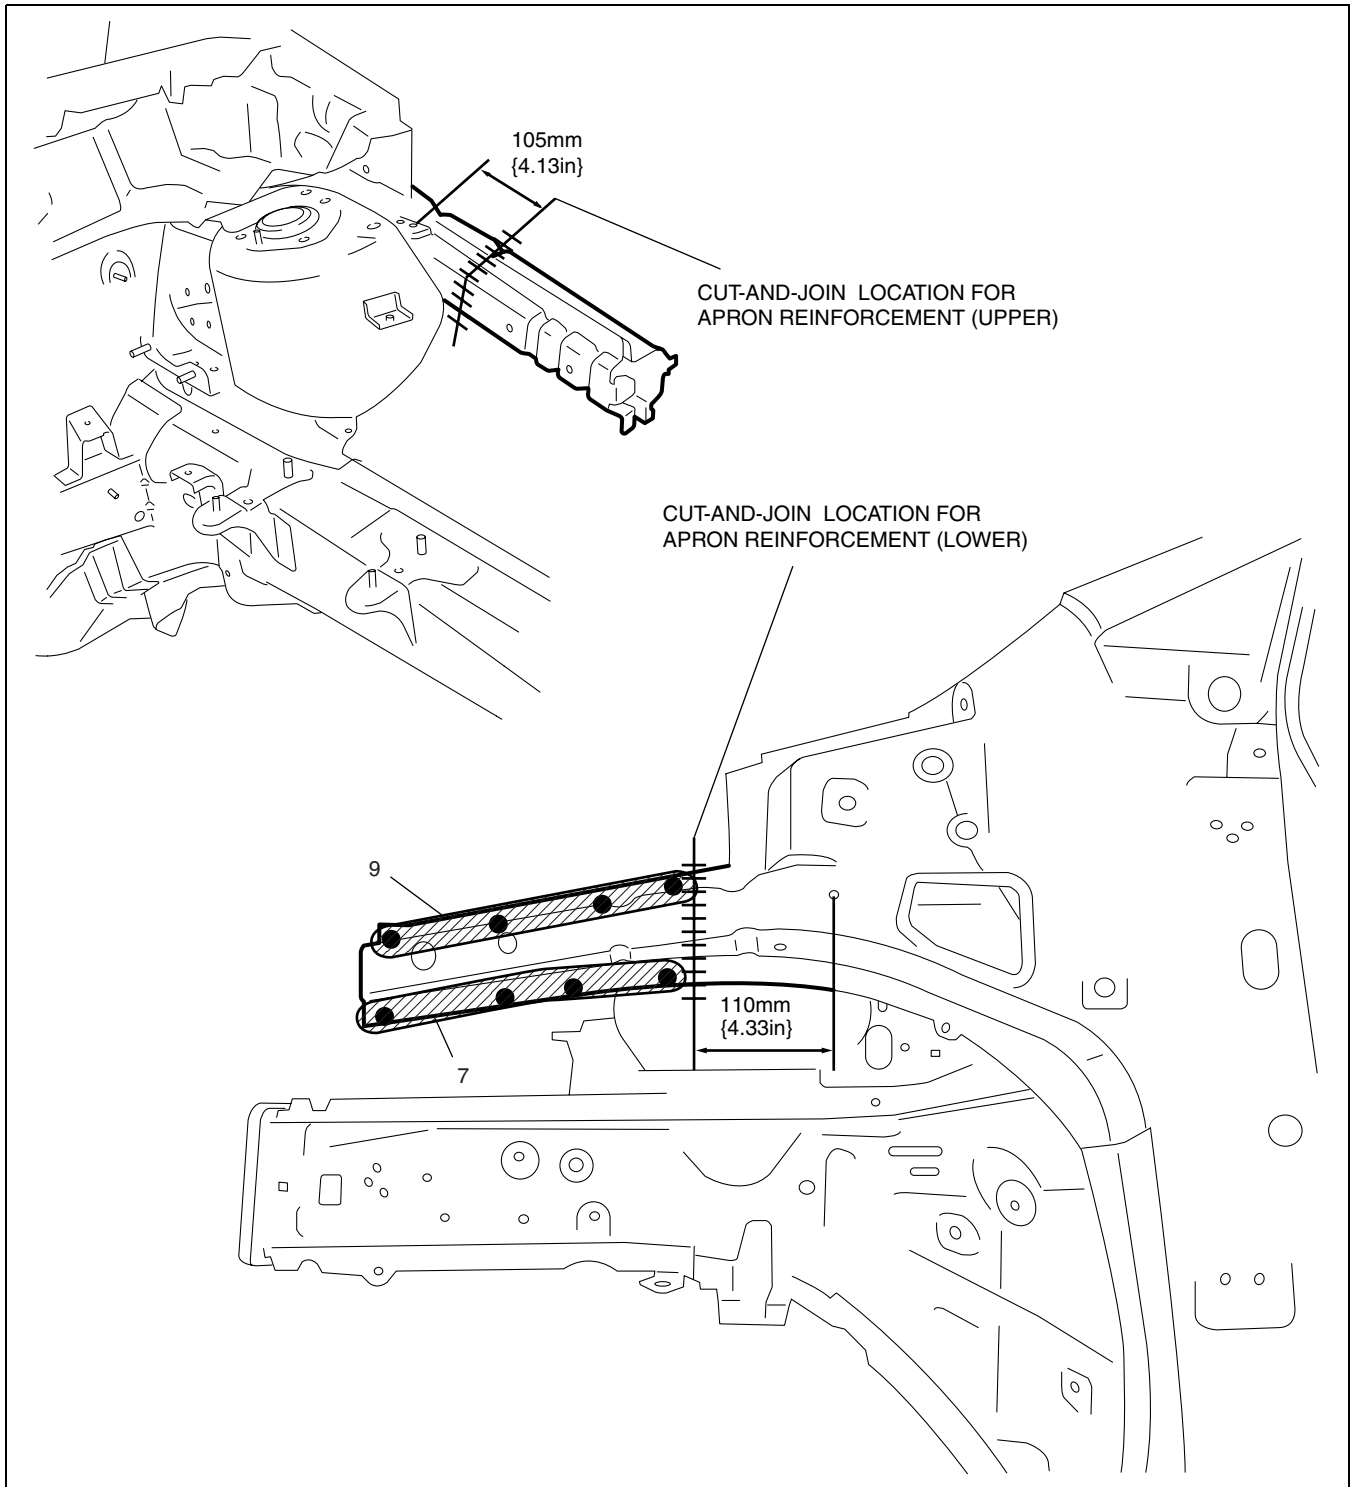 105mm
{4.13in}
CUT-AND-JOIN LOCATION FOR
APRON REINFORCEMENT (UPPER)
CUT-AND-JOIN LOCATION FOR
APRON REINFORCEMENT (LOWER)
9
110mm
{4.33in}
7